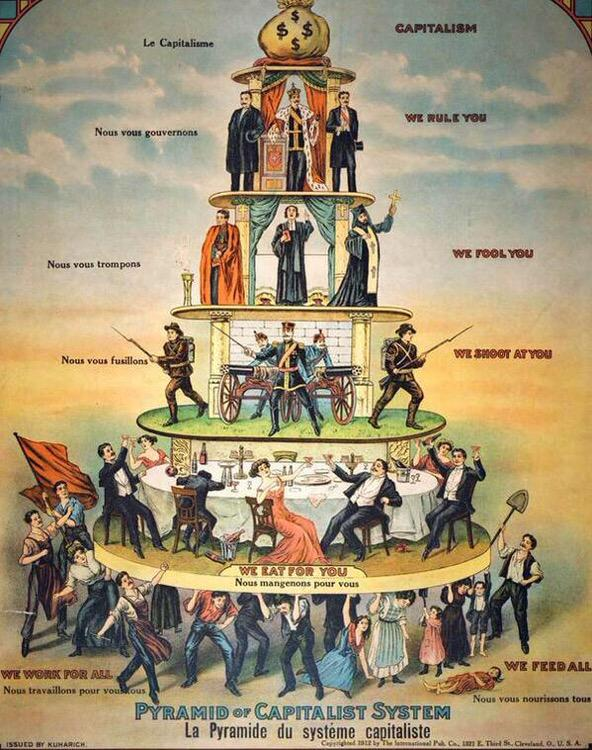 CAPITALISM
Le Capitalisme
$ $ $ $
WE RULE YOU
Nous vous gouvernons
WE FOOL YOU
Nous vous trompons
WE SHOOT AT YOU
Nous vous fusillons
WE EAT FOR YOU
Nous mangenons pour vous
WE WORK FOR ALL
WE FEED ALL
Nous travaillons pour vous tous
Nous vous nourissons tous
PYRAMID OF CAPITALIST SYSTEM
La Pyramide du système capitaliste
ISSUED BY KUHARICH.
Copyrighted 1912 by The International Pub. Co., 1321 E. Third St., Cleveland, O., U. S. A.